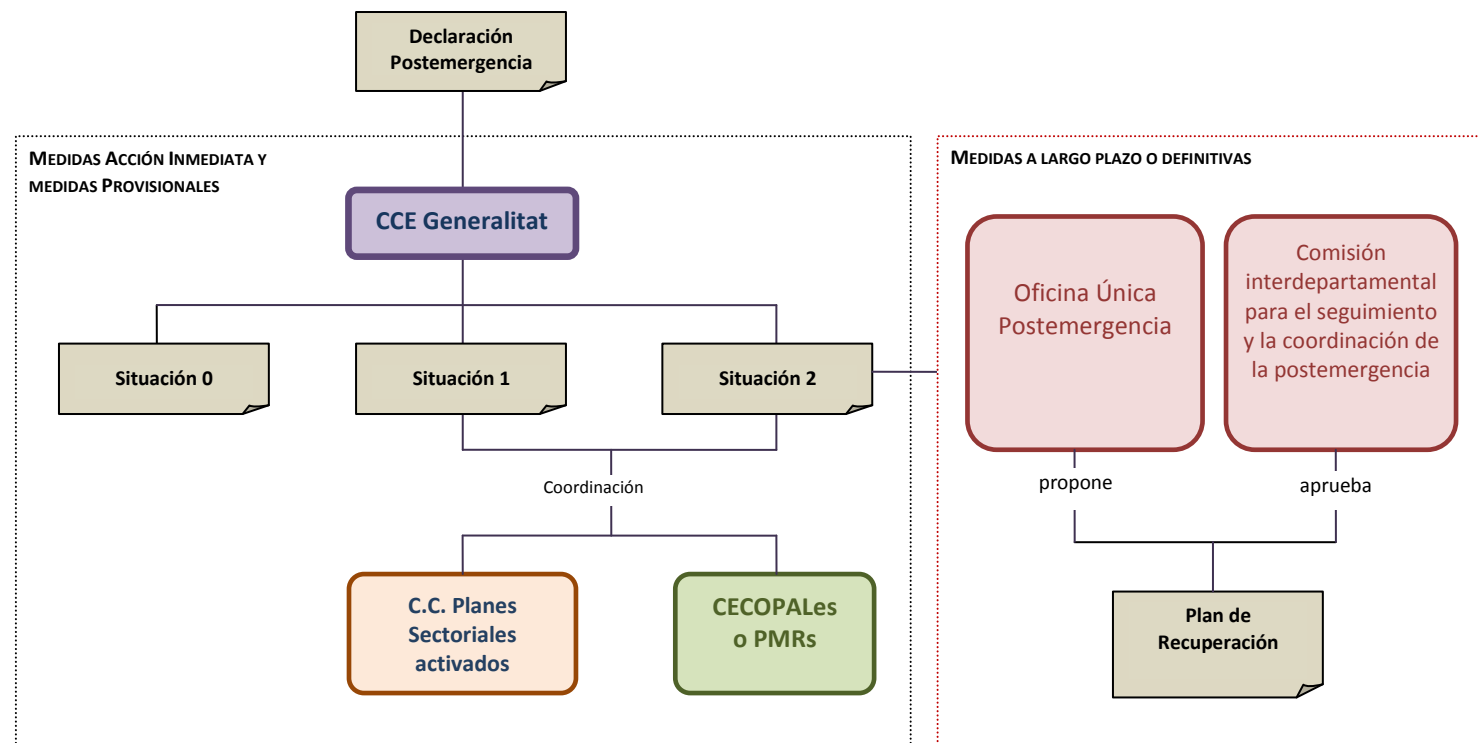 Declaración
Postemergencia
MEDIDAS ACCIÓN INMEDIATA Y
MEDIDAS PROVISIONALES
CCE Generalitat
Situación 0
Situación 1
Situación 2
Coordinación
C.C. Planes
Sectoriales
activados
CECOPALes
o PMRs
MEDIDAS A LARGO PLAZO O DEFINITIVAS
Oficina Única
Postemergencia
Comisión
interdepartamental
para el seguimiento
y la coordinación de
la postemergencia
propone
aprueba
Plan de
Recuperación